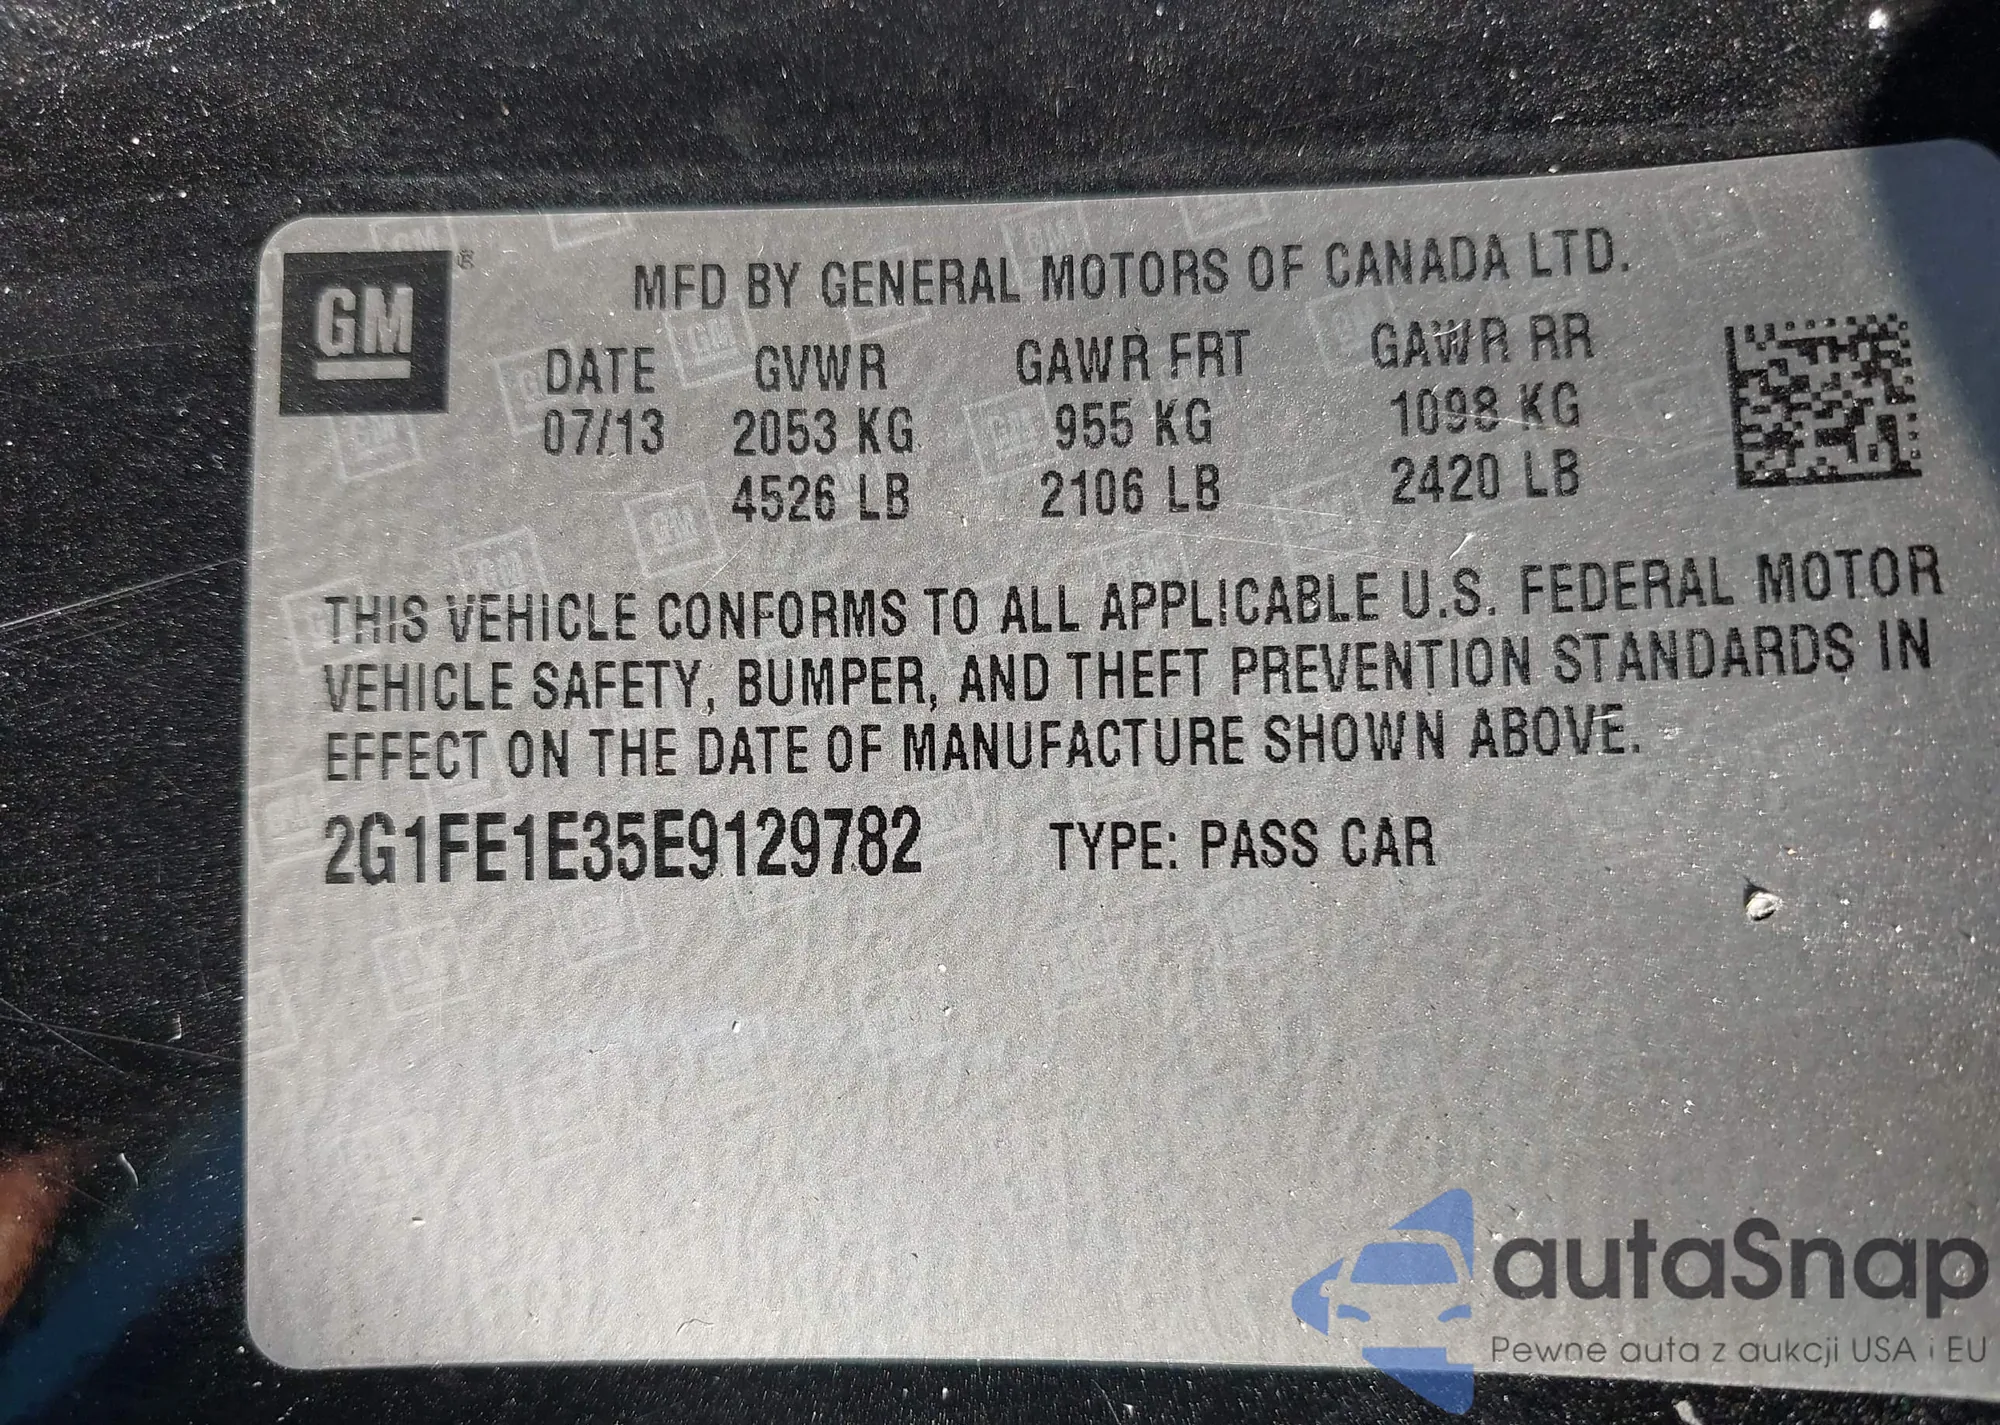 GM
MFD BY GENERAL MOTORS OF CANADA LTD.
DATE GVWR GAWR FRT GAWR RR
07/13 2053 KG 955 KG 1098 KG
4526 LB 2106 LB 2420 LB
THIS VEHICLE CONFORMS TO ALL APPLICABLE U.S. FEDERAL MOTOR
VEHICLE SAFETY, BUMPER, AND THEFT PREVENTION STANDARDS IN
EFFECT ON THE DATE OF MANUFACTURE SHOWN ABOVE.
2G1FE1E35E9129782 TYPE: PASS CAR
autaSnap
Pewne auta z aukcji USA i EU